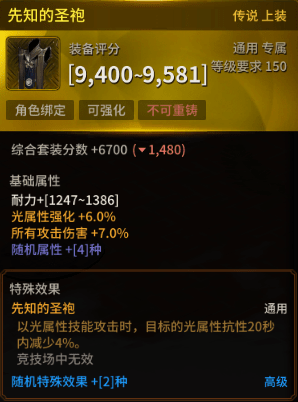 先知的圣袍 传说 上装
装备评分 通用 专属
[9,400~9,581] 等级要求 150
角色绑定 可强化 不可重铸
综合套装分数 +6700 (▼1,480)
基础属性
耐力+[1247~1386]
光属性强化 +6.0%
所有攻击伤害 +7.0%
随机属性 +[4]种
特殊效果
先知的圣袍 通用
以光属性技能攻击时，目标的光属性抗性20秒
内减少4%。
竞技场中无效
随机特殊效果 +[2]种 高级